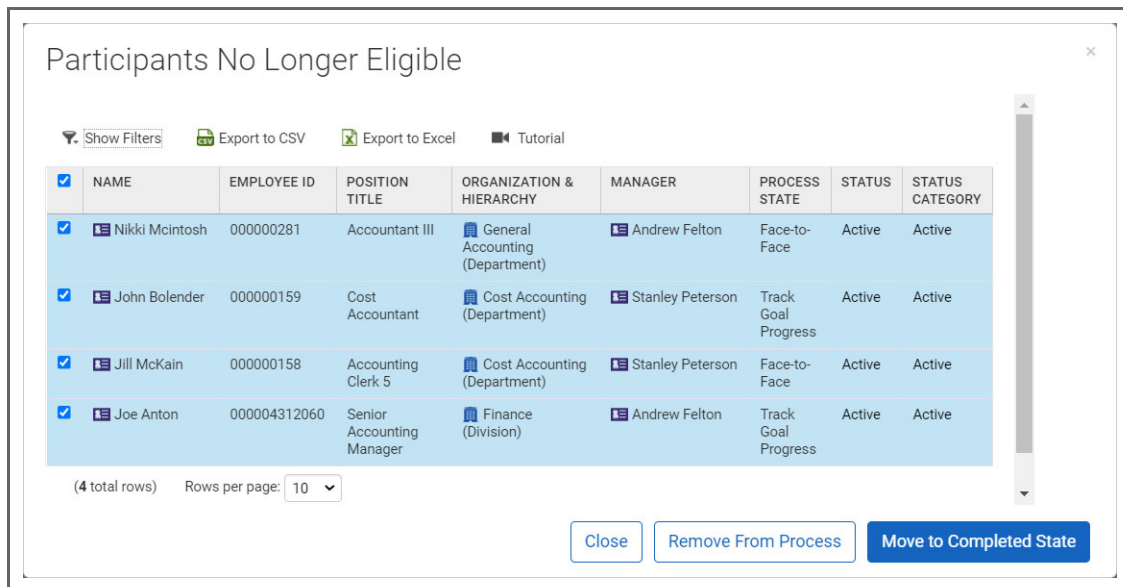 Participants No Longer Eligible
×
Show Filters Export to CSV Export to Excel Tutorial
NAME EMPLOYEE ID POSITION TITLE ORGANIZATION & HIERARCHY MANAGER PROCESS STATE STATUS STATUS CATEGORY
Nikki Mcintosh 000000281 Accountant III General Accounting (Department) Andrew Felton Face-to-Face Active Active
John Bolender 000000159 Cost Accountant Cost Accounting (Department) Stanley Peterson Track Goal Progress Active Active
Jill McKain 000000158 Accounting Clerk 5 Cost Accounting (Department) Stanley Peterson Face-to-Face Active Active
Joe Anton 000004312060 Senior Accounting Manager Finance (Division) Andrew Felton Track Goal Progress Active Active
(4 total rows) Rows per page: 10
Close Remove From Process Move to Completed State